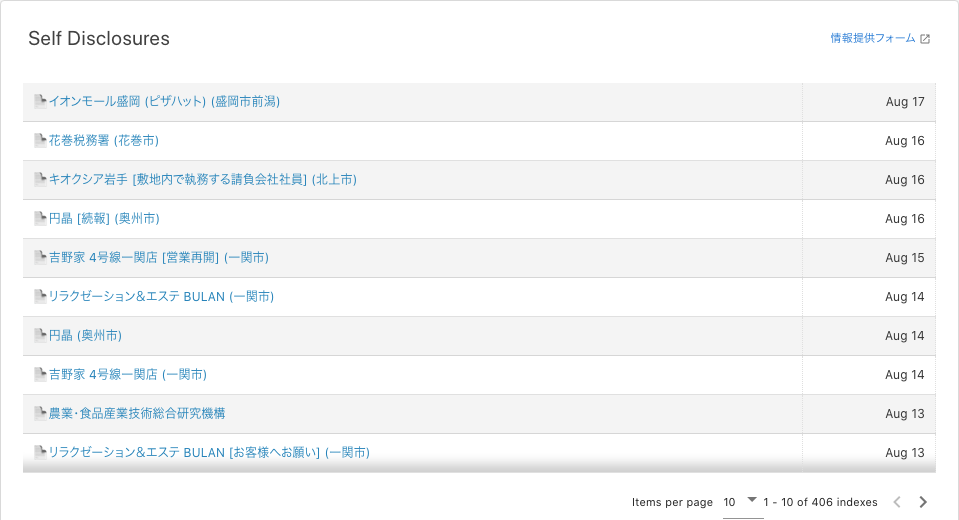 Self Disclosures
情報提供フォーム
イオンモール盛岡 (ピザハット) (盛岡市前潟) Aug 17
花巻税務署 (花巻市) Aug 16
キオクシア岩手 [敷地内で執務する請負会社社員] (北上市) Aug 16
円晶 [続報] (奥州市) Aug 16
吉野家 4号線一関店 [営業再開] (一関市) Aug 15
リラクゼーション＆エステ BULAN (一関市) Aug 14
円晶 (奥州市) Aug 14
吉野家 4号線一関店 (一関市) Aug 14
農業・食品産業技術総合研究機構 Aug 13
リラクゼーション＆エステ BULAN [お客様へお願い] (一関市) Aug 13
Items per page 10 1 - 10 of 406 indexes